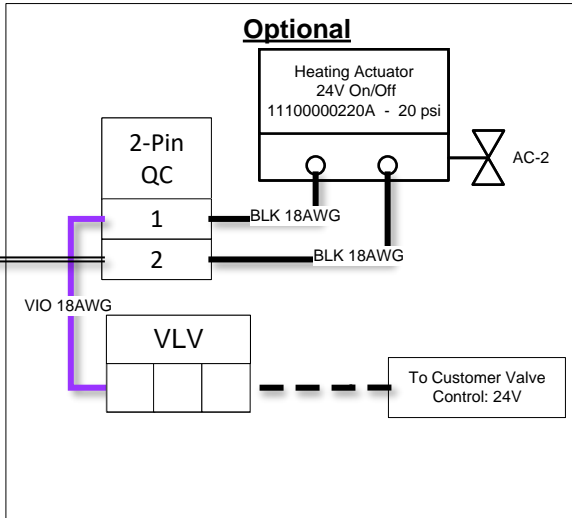 Optional
Heating Actuator
24V On/Off
11100000220A - 20 psi
AC-2
2-Pin
QC
1
BLK 18AWG
2
BLK 18AWG
VIO 18AWG
VLV
To Customer Valve
Control: 24V